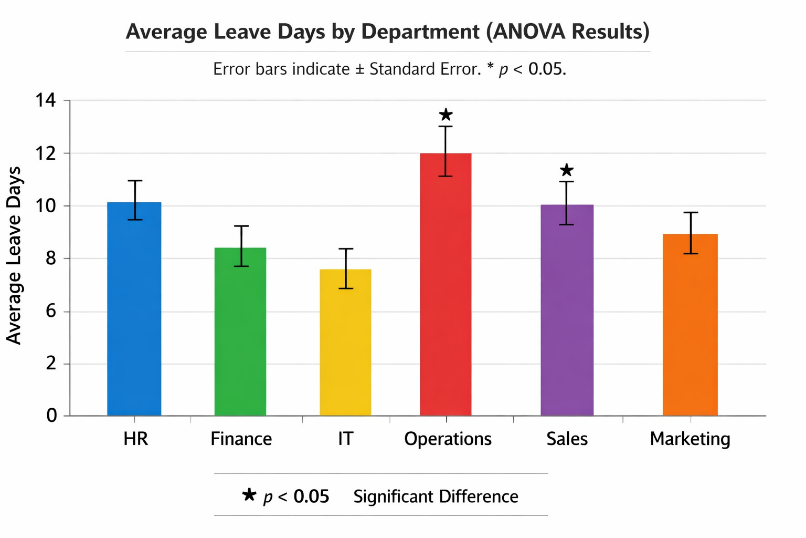 Average Leave Days by Department (ANOVA Results)
Error bars indicate ± Standard Error. * p < 0.05.
Average Leave Days
14
12
10
8
6
2
0
★
★
HR Finance IT Operations Sales Marketing
★ p < 0.05 Significant Difference